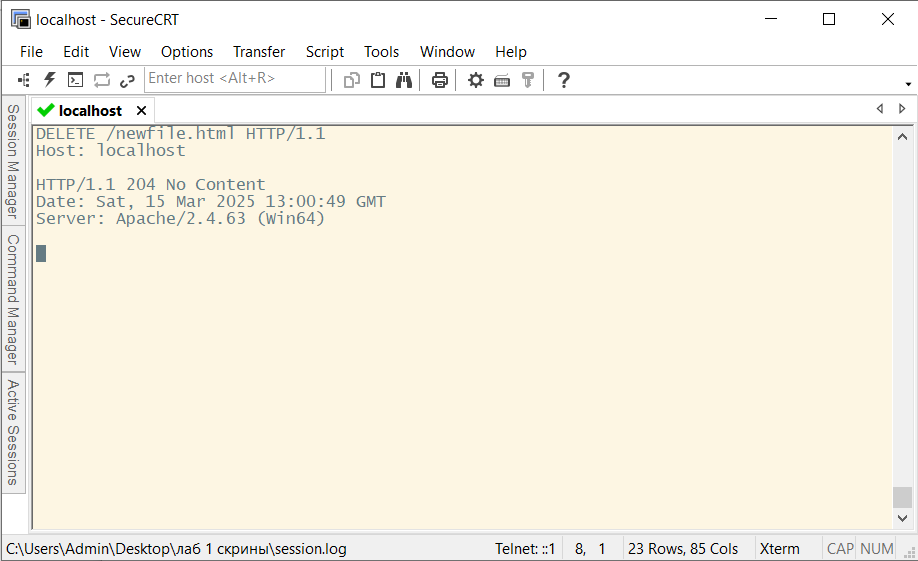 localhost - SecureCRT
File Edit View Options Transfer Script Tools Window Help
Enter host <Alt+R>
localhost
Session Manager
Command Manager
Active Sessions
DELETE /newfile.html HTTP/1.1
Host: localhost
HTTP/1.1 204 No Content
Date: Sat, 15 Mar 2025 13:00:49 GMT
Server: Apache/2.4.63 (Win64)
C:\Users\Admin\Desktop\лаб 1 скрины\session.log Telnet: ::1 8, 1 23 Rows, 85 Cols Xterm CAP NUM